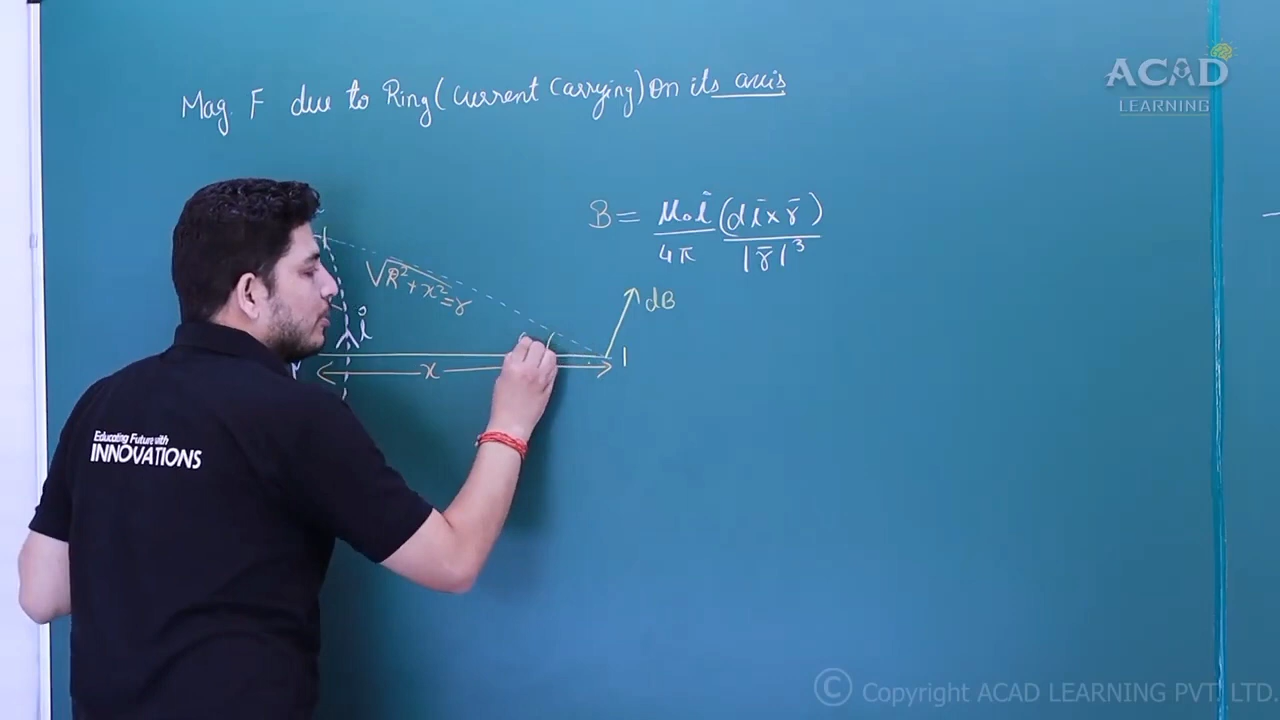 ACAD
LEARNING
Mag. F due to Ring (current carrying) on its axis
B = μ₀i (dl̄ × r̄)
4π |r̄|³
√R² + x² = r
dB
i
x
Educating Future with
INNOVATIONS
© Copyright ACAD LEARNING PVT. LTD.